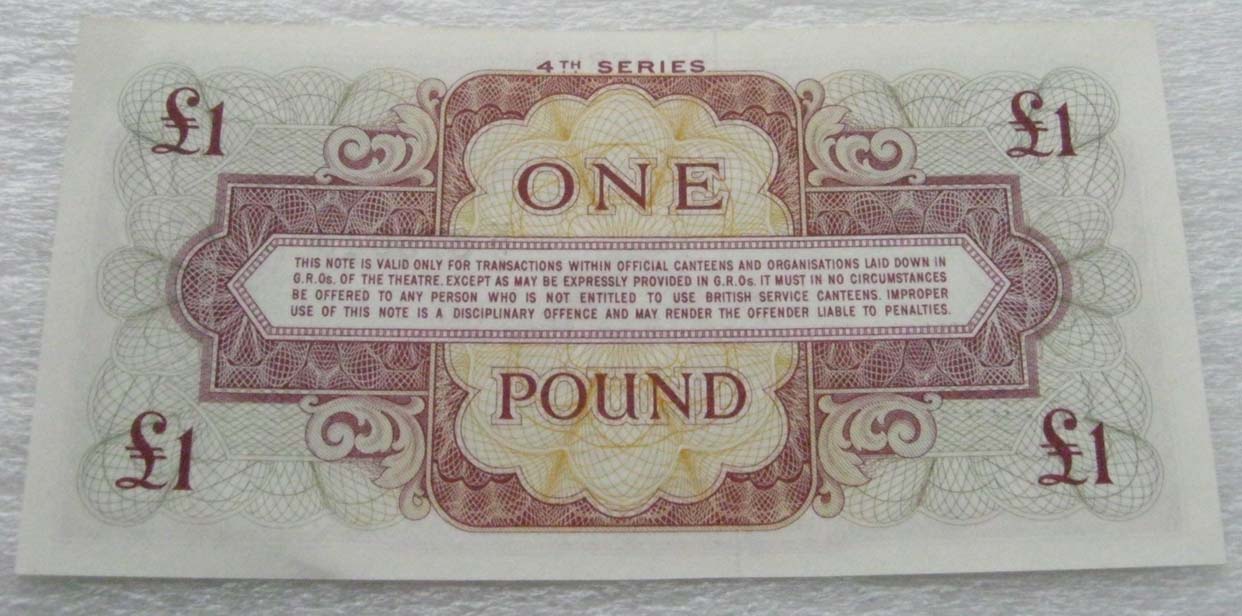 4TH SERIES
£1 £1
ONE
THIS NOTE IS VALID ONLY FOR TRANSACTIONS WITHIN OFFICIAL CANTEENS AND ORGANISATIONS LAID DOWN IN
G.R.Os. OF THE THEATRE. EXCEPT AS MAY BE EXPRESSLY PROVIDED IN G.R.Os. IT MUST IN NO CIRCUMSTANCES
BE OFFERED TO ANY PERSON WHO IS NOT ENTITLED TO USE BRITISH SERVICE CANTEENS. IMPROPER
USE OF THIS NOTE IS A DISCIPLINARY OFFENCE AND MAY RENDER THE OFFENDER LIABLE TO PENALTIES.
POUND
£1 £1